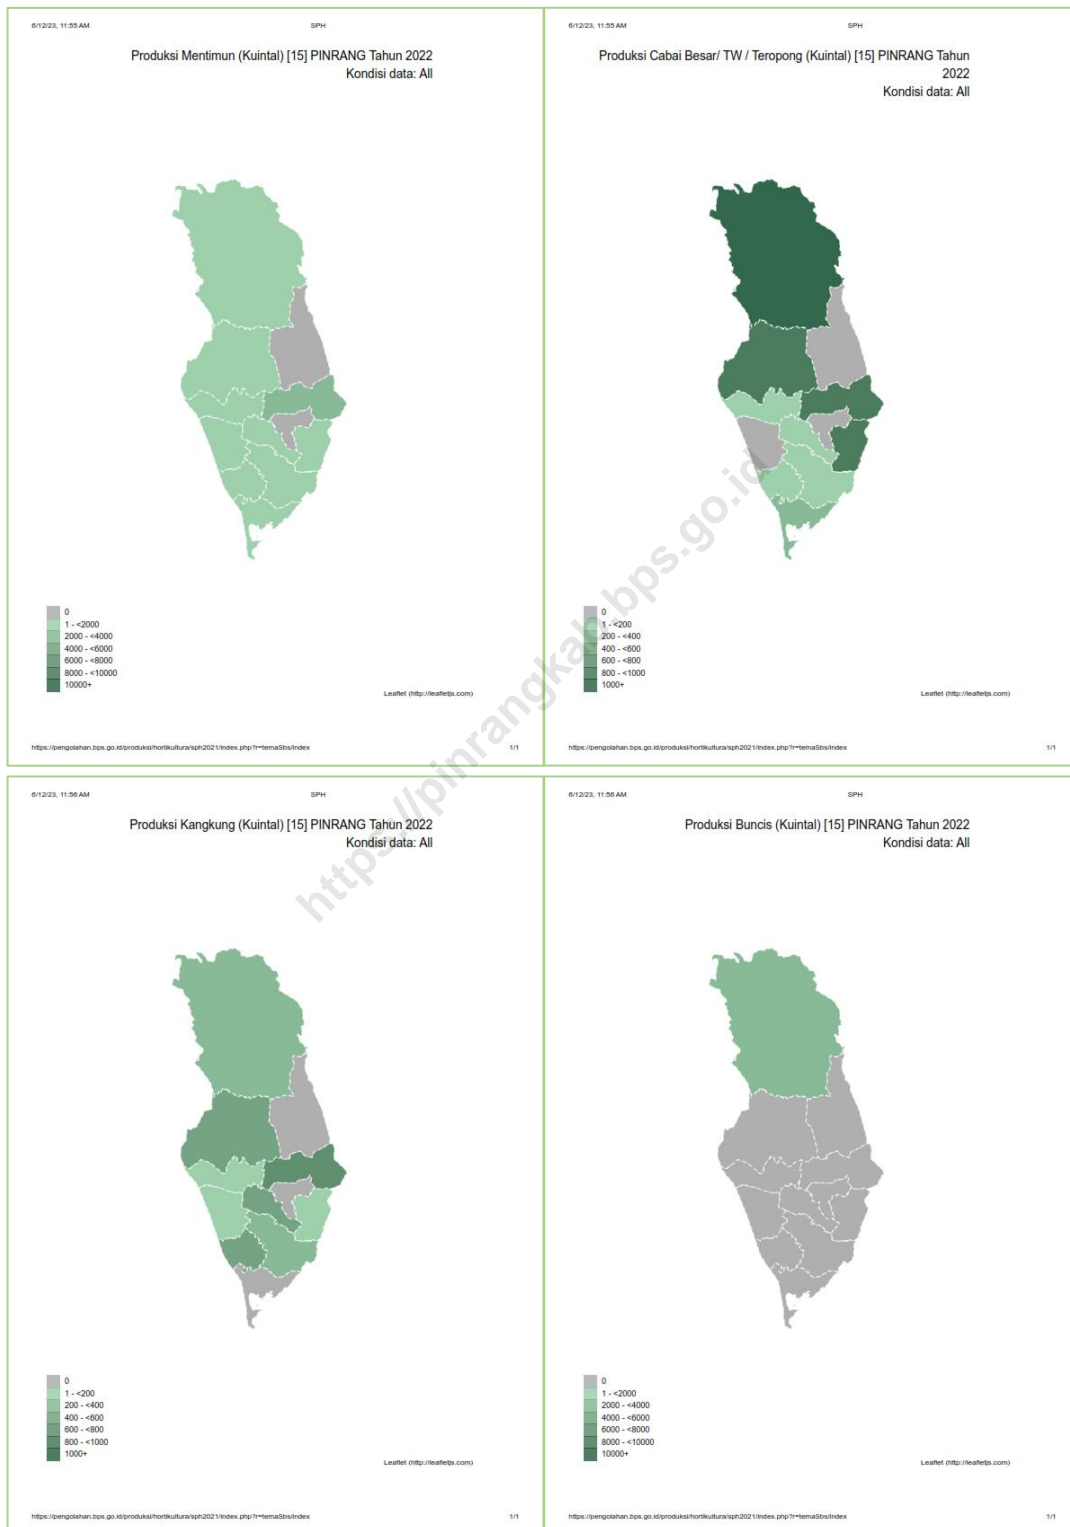 6/12/23, 11:55 AM
SPH
Produksi Mentimun (Kuintal) [15] PINRANG Tahun 2022
Kondisi data: All
0
1 - <2000
2000 - <4000
4000 - <6000
6000 - <8000
8000 - <10000
10000+
Leaflet (http://leafletjs.com)
https://pengolahan.bps.go.id/produksi/hortikultura/sph2021/index.php?r=temaSbs/index
1/1
6/12/23, 11:55 AM
SPH
Produksi Cabai Besar/ TW / Teropong (Kuintal) [15] PINRANG Tahun
2022
Kondisi data: All
0
1 - <200
200 - <400
400 - <600
600 - <800
800 - <1000
1000+
Leaflet (http://leafletjs.com)
https://pengolahan.bps.go.id/produksi/hortikultura/sph2021/index.php?r=temaSbs/index
1/1
6/12/23, 11:56 AM
SPH
Produksi Kangkung (Kuintal) [15] PINRANG Tahun 2022
Kondisi data: All
0
1 - <200
200 - <400
400 - <600
600 - <800
800 - <1000
1000+
Leaflet (http://leafletjs.com)
https://pengolahan.bps.go.id/produksi/hortikultura/sph2021/index.php?r=temaSbs/index
1/1
6/12/23, 11:56 AM
SPH
Produksi Buncis (Kuintal) [15] PINRANG Tahun 2022
Kondisi data: All
0
1 - <2000
2000 - <4000
4000 - <6000
6000 - <8000
8000 - <10000
10000+
Leaflet (http://leafletjs.com)
https://pengolahan.bps.go.id/produksi/hortikultura/sph2021/index.php?r=temaSbs/index
1/1
https://pinrangkab.bps.go.id